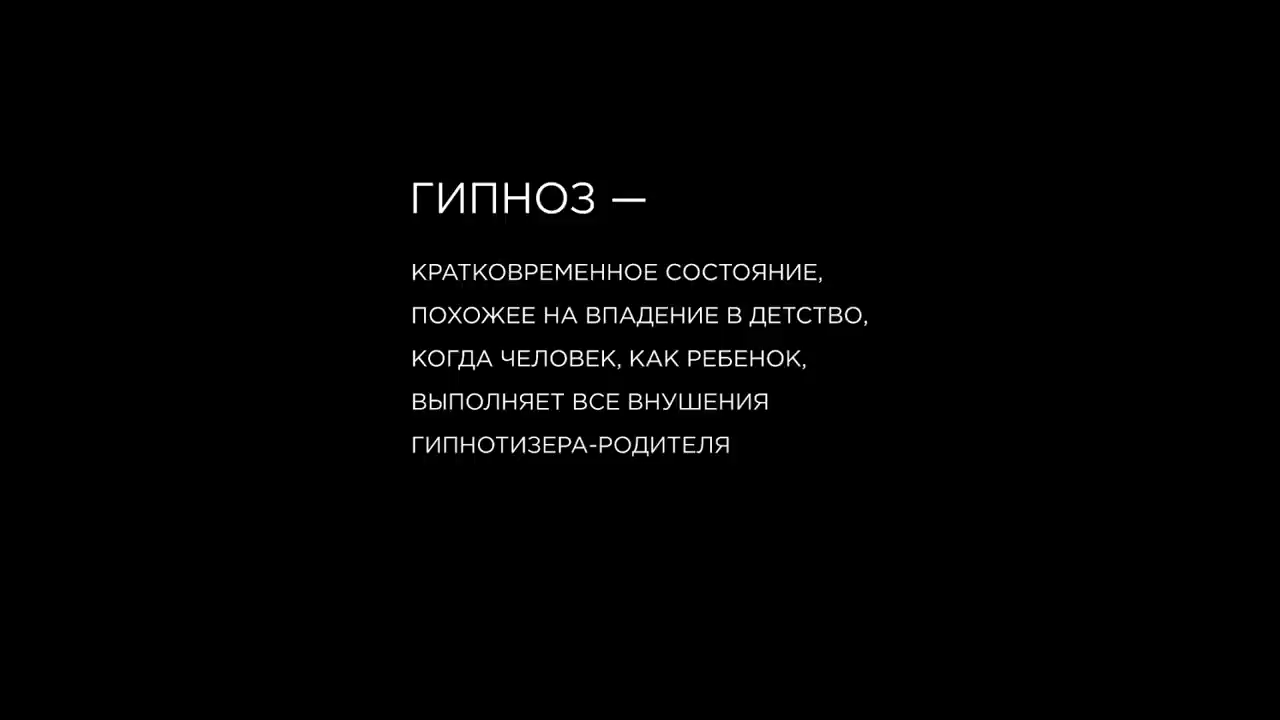 ГИПНОЗ —
КРАТКОВРЕМЕННОЕ СОСТОЯНИЕ,
ПОХОЖЕЕ НА ВПАДЕНИЕ В ДЕТСТВО,
КОГДА ЧЕЛОВЕК, КАК РЕБЕНОК,
ВЫПОЛНЯЕТ ВСЕ ВНУШЕНИЯ
ГИПНОТИЗЕРА-РОДИТЕЛЯ